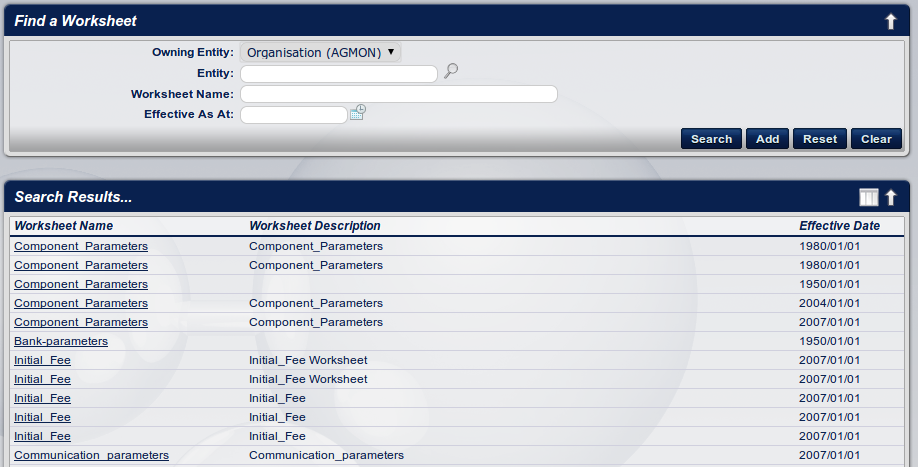 Find a Worksheet
Owning Entity: Organisation (AGMON)
Entity:
Worksheet Name:
Effective As At:
Search Add Reset Clear
Search Results...
Worksheet Name Worksheet Description Effective Date
Component_Parameters Component_Parameters 1980/01/01
Component_Parameters Component_Parameters 1980/01/01
Component_Parameters 1950/01/01
Component_Parameters Component_Parameters 2004/01/01
Component_Parameters Component_Parameters 2007/01/01
Bank-parameters 1950/01/01
Initial_Fee Initial_Fee Worksheet 2007/01/01
Initial_Fee Initial_Fee Worksheet 2007/01/01
Initial_Fee Initial_Fee 2007/01/01
Initial_Fee Initial_Fee 2007/01/01
Initial_Fee Initial_Fee 2007/01/01
Communication_parameters Communication_parameters 2007/01/01